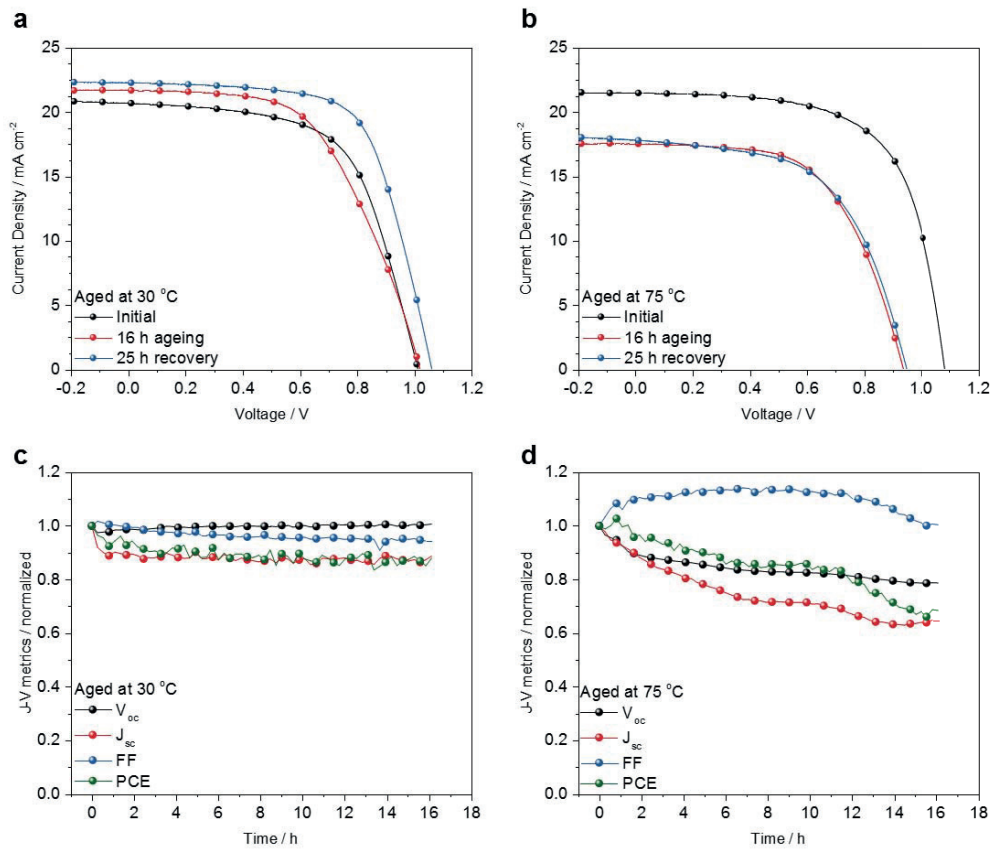 a
25
20
15
10
5
0
Current Density / mA cm-2
Aged at 30 °C
Initial
16 h ageing
25 h recovery
-0.2 0.0 0.2 0.4 0.6 0.8 1.0 1.2
Voltage / V
b
25
20
15
10
5
0
Current Density / mA cm-2
Aged at 75 °C
Initial
16 h ageing
25 h recovery
-0.2 0.0 0.2 0.4 0.6 0.8 1.0 1.2
Voltage / V
c
1.2
1.0
0.8
0.6
0.4
0.2
0.0
J-V metrics / normalized
Aged at 30 °C
Voc
Jsc
FF
PCE
0 2 4 6 8 10 12 14 16
Time / h
d
1.2
1.0
0.8
0.6
0.4
0.2
0.0
J-V metrics / normalized
Aged at 75 °C
Voc
Jsc
FF
PCE
0 2 4 6 8 10 12 14 16
Time / h